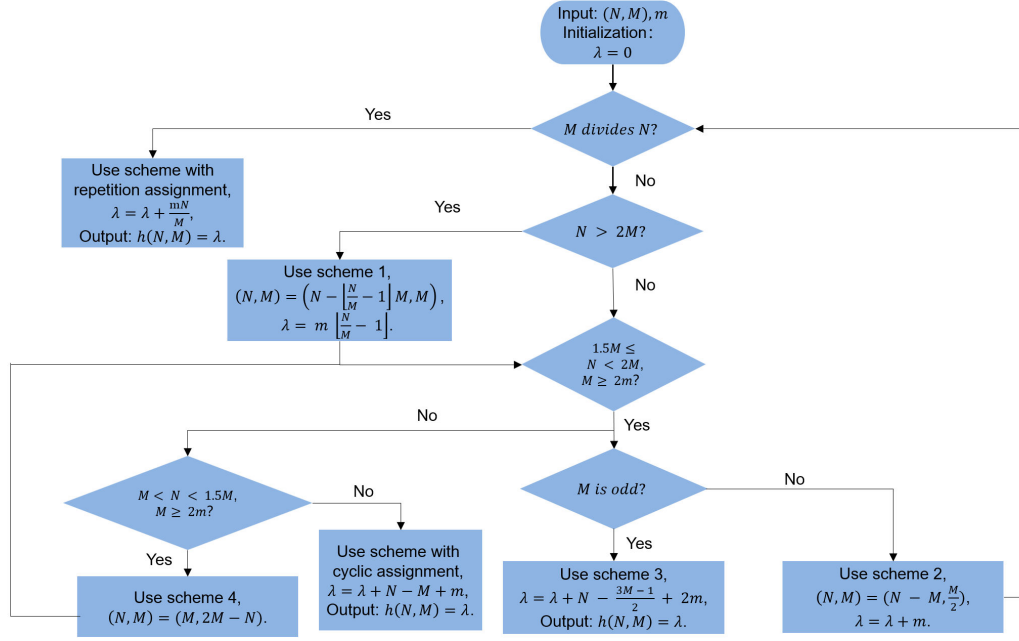 Input: (N, M), m
Initialization:
λ = 0
Yes
M divides N?
No
Use scheme with
repetition assignment,
λ = λ + mN/M,
Output: h(N, M) = λ.
Yes
N > 2M?
No
Use scheme 1,
(N, M) = (N − ⌊N/M − 1⌋ M, M),
λ = m ⌊N/M − 1⌋.
1.5M ≤
N < 2M,
M ≥ 2m?
No
Yes
M < N < 1.5M,
M ≥ 2m?
No
Yes
M is odd?
No
Yes
Use scheme 4,
(N, M) = (M, 2M − N).
Use scheme with
cyclic assignment,
λ = λ + N − M + m,
Output: h(N, M) = λ.
Use scheme 3,
λ = λ + N − (3M − 1)/2 + 2m,
Output: h(N, M) = λ.
Use scheme 2,
(N, M) = (N − M, M/2),
λ = λ + m.